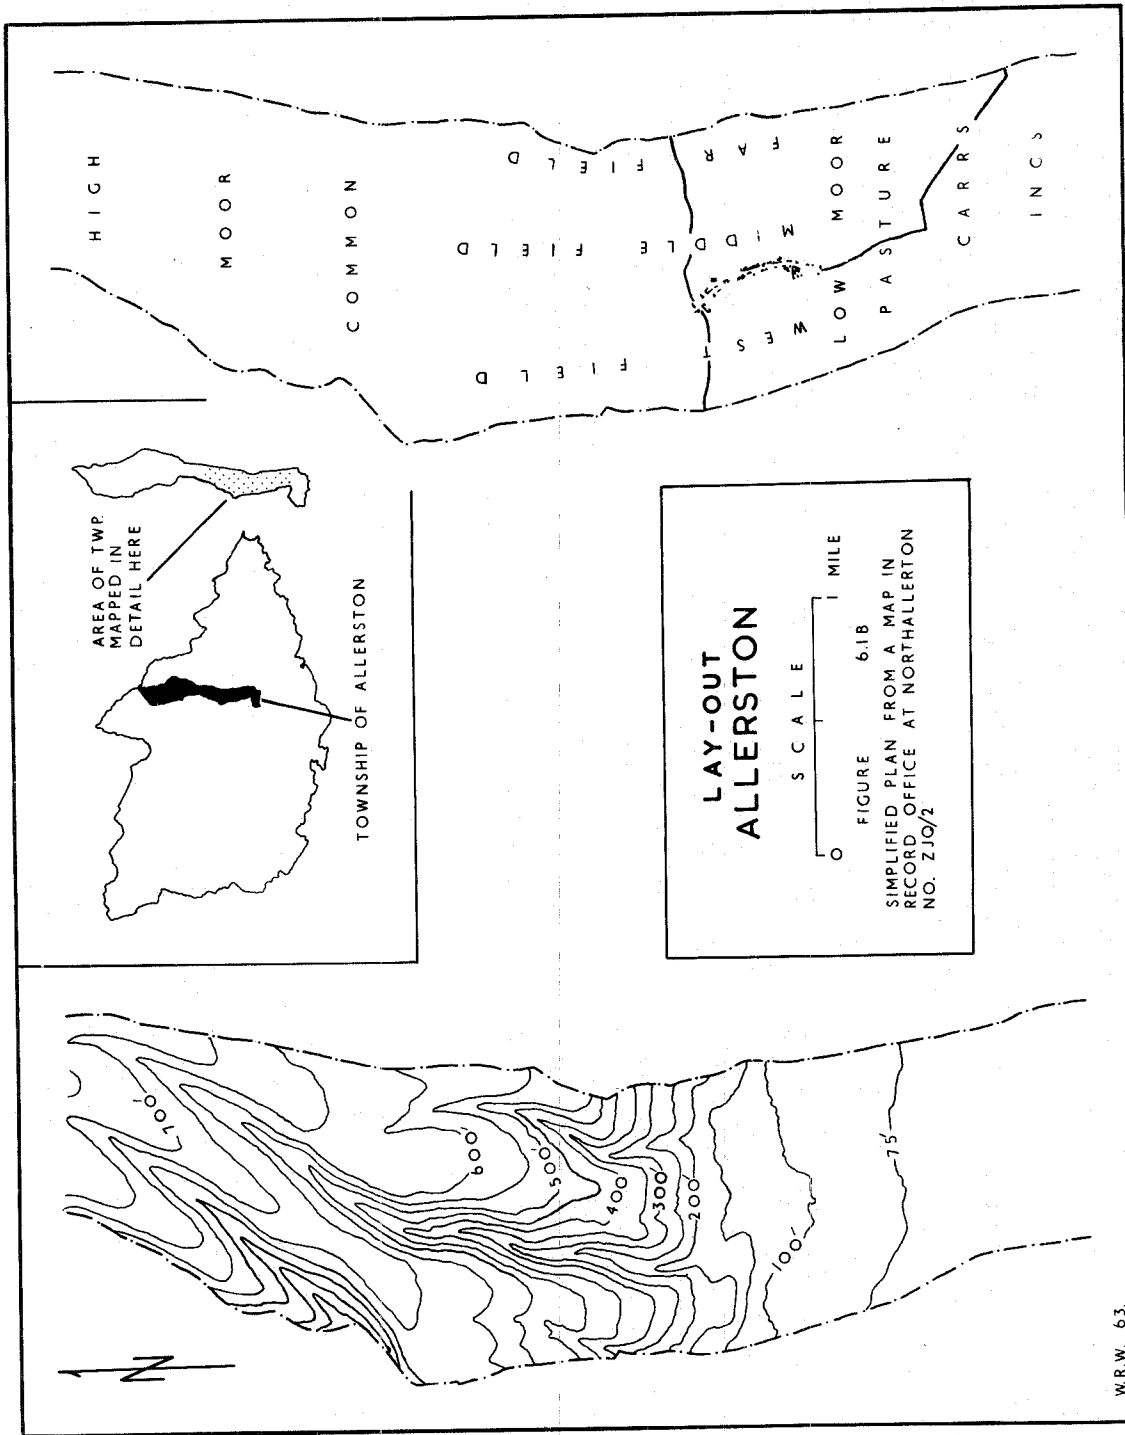 HIGH
MOOR
COMMON
FAR FIELD
MIDDLE FIELD
WEST FIELD
LOW MOOR
PASTURE
CARRS
INCS
AREA OF TWP.
MAPPED IN
DETAIL HERE
TOWNSHIP OF ALLERSTON
LAY-OUT
ALLERSTON
SCALE
0 1 MILE
FIGURE 6.1B
SIMPLIFIED PLAN FROM A MAP IN
RECORD OFFICE AT NORTHALLERTON
NO. ZJQ/2
N
700'
600'
500'
400'
300'
200'
100'
75'
W.R.W. 63.